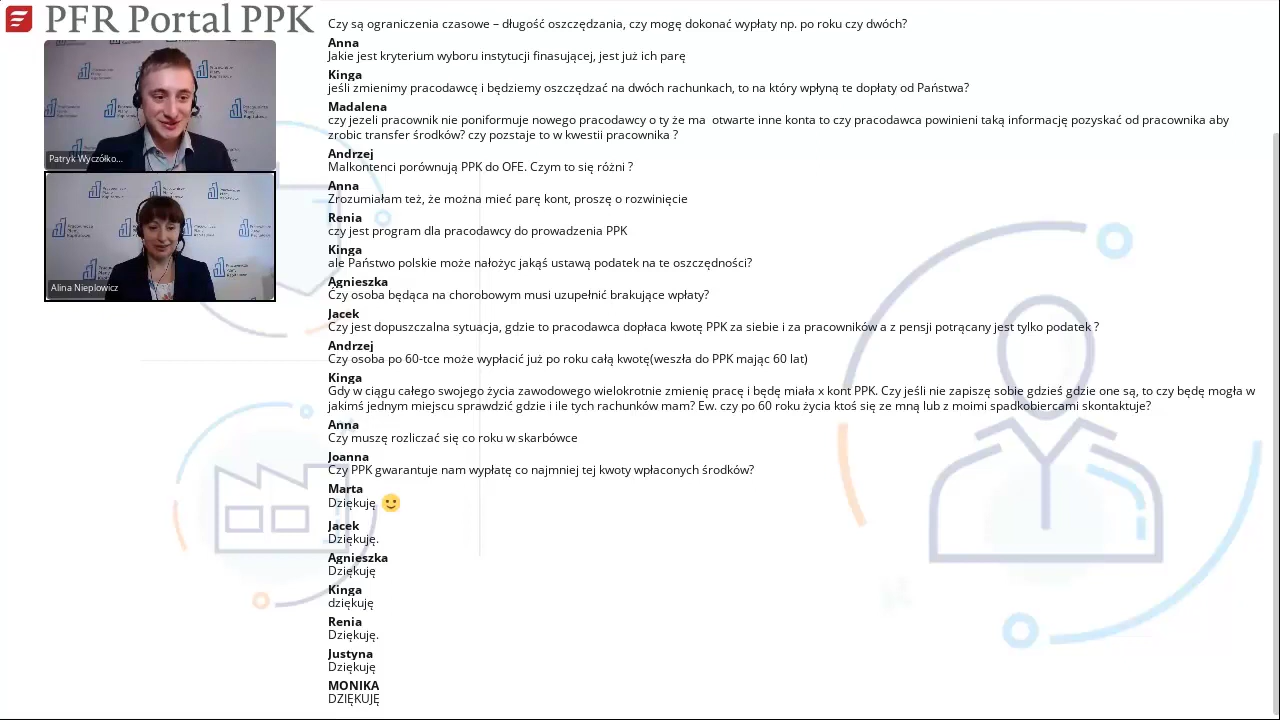 PFR Portal PPK
Patryk Wyczółko...
Alina Nieplowicz
Czy są ograniczenia czasowe – długość oszczędzania, czy mogę dokonać wypłaty np. po roku czy dwóch?
Anna
Jakie jest kryterium wyboru instytucji finasującej, jest już ich parę
Kinga
jeśli zmienimy pracodawcę i będziemy oszczędzać na dwóch rachunkach, to na który wpłyną te dopłaty od Państwa?
Madalena
czy jezeli pracownik nie poniformuje nowego pracodawcy o ty że ma otwarte inne konta to czy pracodawca powinieni taką informację pozyskać od pracownika aby
zrobic transfer środków? czy pozstaje to w kwestii pracownika ?
Andrzej
Malkontenci porównują PPK do OFE. Czym to się różni ?
Anna
Zrozumiałam też, że można mieć parę kont, proszę o rozwinięcie
Renia
czy jest program dla pracodawcy do prowadzenia PPK
Kinga
ale Państwo polskie może nałożyc jakąś ustawą podatek na te oszczędności?
Agnieszka
Czy osoba będąca na chorobowym musi uzupełnić brakujące wpłaty?
Jacek
Czy jest dopuszczalna sytuacja, gdzie to pracodawca dopłaca kwotę PPK za siebie i za pracowników a z pensji potrącany jest tylko podatek ?
Andrzej
Czy osoba po 60-tce może wypłacić już po roku całą kwotę(weszła do PPK mając 60 lat)
Kinga
Gdy w ciągu całego swojego życia zawodowego wielokrotnie zmienię pracę i będę miała x kont PPK. Czy jeśli nie zapiszę sobie gdzieś gdzie one są, to czy będę mogła w
jakimś jednym miejscu sprawdzić gdzie i ile tych rachunków mam? Ew. czy po 60 roku życia ktoś się ze mną lub z moimi spadkobiercami skontaktuje?
Anna
Czy muszę rozliczać się co roku w skarbówce
Joanna
Czy PPK gwarantuje nam wypłatę co najmniej tej kwoty wpłaconych środków?
Marta
Dziękuję 🙂
Jacek
Dziękuję.
Agnieszka
Dziękuję
Kinga
dziękuję
Renia
Dziękuję.
Justyna
Dziękuję
MONIKA
DZIĘKUJĘ